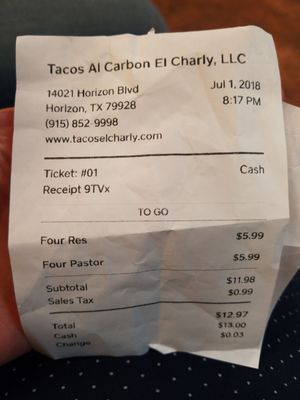 Tacos Al Carbon El Charly, LLC
14021 Horizon Blvd Jul 1, 2018
Horizon, TX 79928 8:17 PM
(915) 852-9998
www.tacoselcharly.com
Ticket: #01 Cash
Receipt 9TVx
TO GO
Four Res $5.99
Four Pastor $5.99
Subtotal $11.98
Sales Tax $0.99
Total $12.97
Cash $13.00
Change $0.03